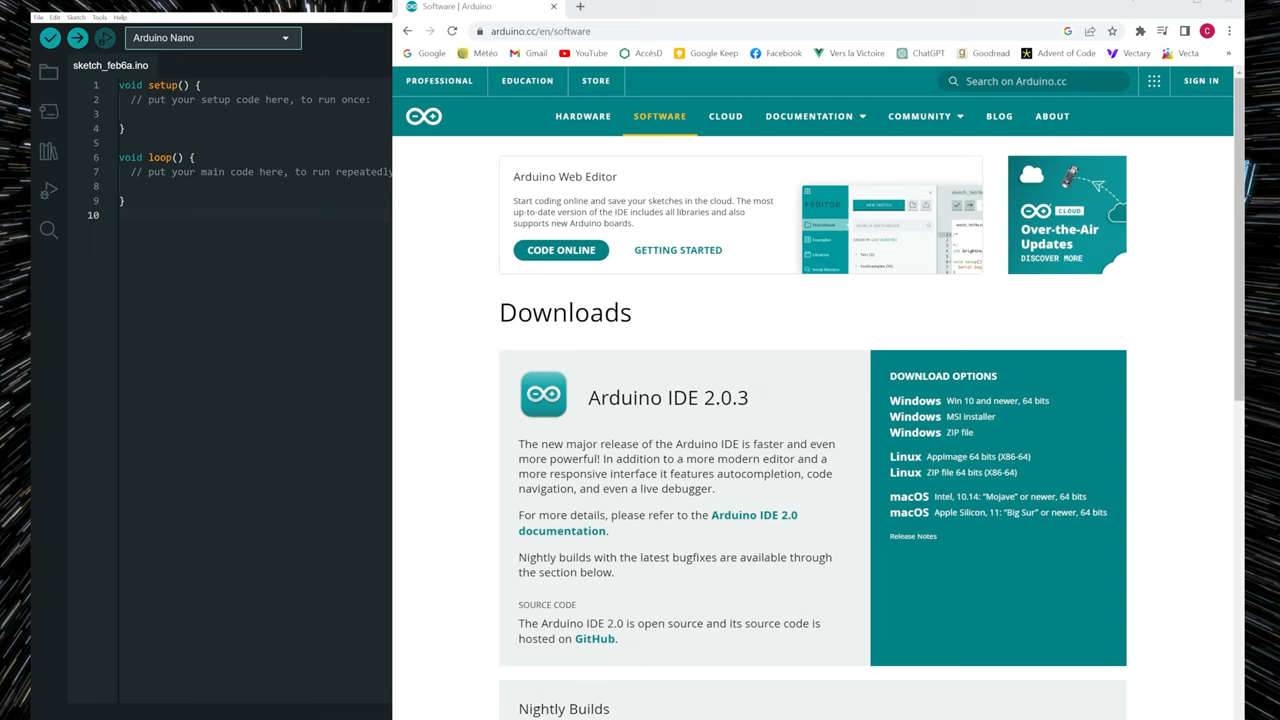 File Edit Sketch Tools Help
Arduino Nano
sketch_feb6a.ino
1 void setup() {
2 // put your setup code here, to run once:
3
4 }
5
6 void loop() {
7 // put your main code here, to run repeatedly
8
9 }
10
Software | Arduino
arduino.cc/en/software
C
Google Météo Gmail YouTube AccèsD Google Keep Facebook Vers la Victoire ChatGPT Goodread Advent of Code Vectary Vecta
PROFESSIONAL EDUCATION STORE Search on Arduino.cc SIGN IN
HARDWARE SOFTWARE CLOUD DOCUMENTATION COMMUNITY BLOG ABOUT
Arduino Web Editor
Start coding online and save your sketches in the cloud. The most
up-to-date version of the IDE includes all libraries and also
supports new Arduino boards.
CODE ONLINE GETTING STARTED
EDITOR
NEW SKETCH
Sketchbook
Examples
Libraries
Serial Monitor
CLOUD
Over-the-Air
Updates
DISCOVER MORE
Downloads
Arduino IDE 2.0.3
The new major release of the Arduino IDE is faster and even
more powerful! In addition to a more modern editor and a
more responsive interface it features autocompletion, code
navigation, and even a live debugger.
For more details, please refer to the Arduino IDE 2.0
documentation.
Nightly builds with the latest bugfixes are available through
the section below.
SOURCE CODE
The Arduino IDE 2.0 is open source and its source code is
hosted on GitHub.
DOWNLOAD OPTIONS
Windows Win 10 and newer, 64 bits
Windows MSI installer
Windows ZIP file
Linux AppImage 64 bits (X86-64)
Linux ZIP file 64 bits (X86-64)
macOS Intel, 10.14: “Mojave” or newer, 64 bits
macOS Apple Silicon, 11: “Big Sur” or newer, 64 bits
Release Notes
Nightly Builds